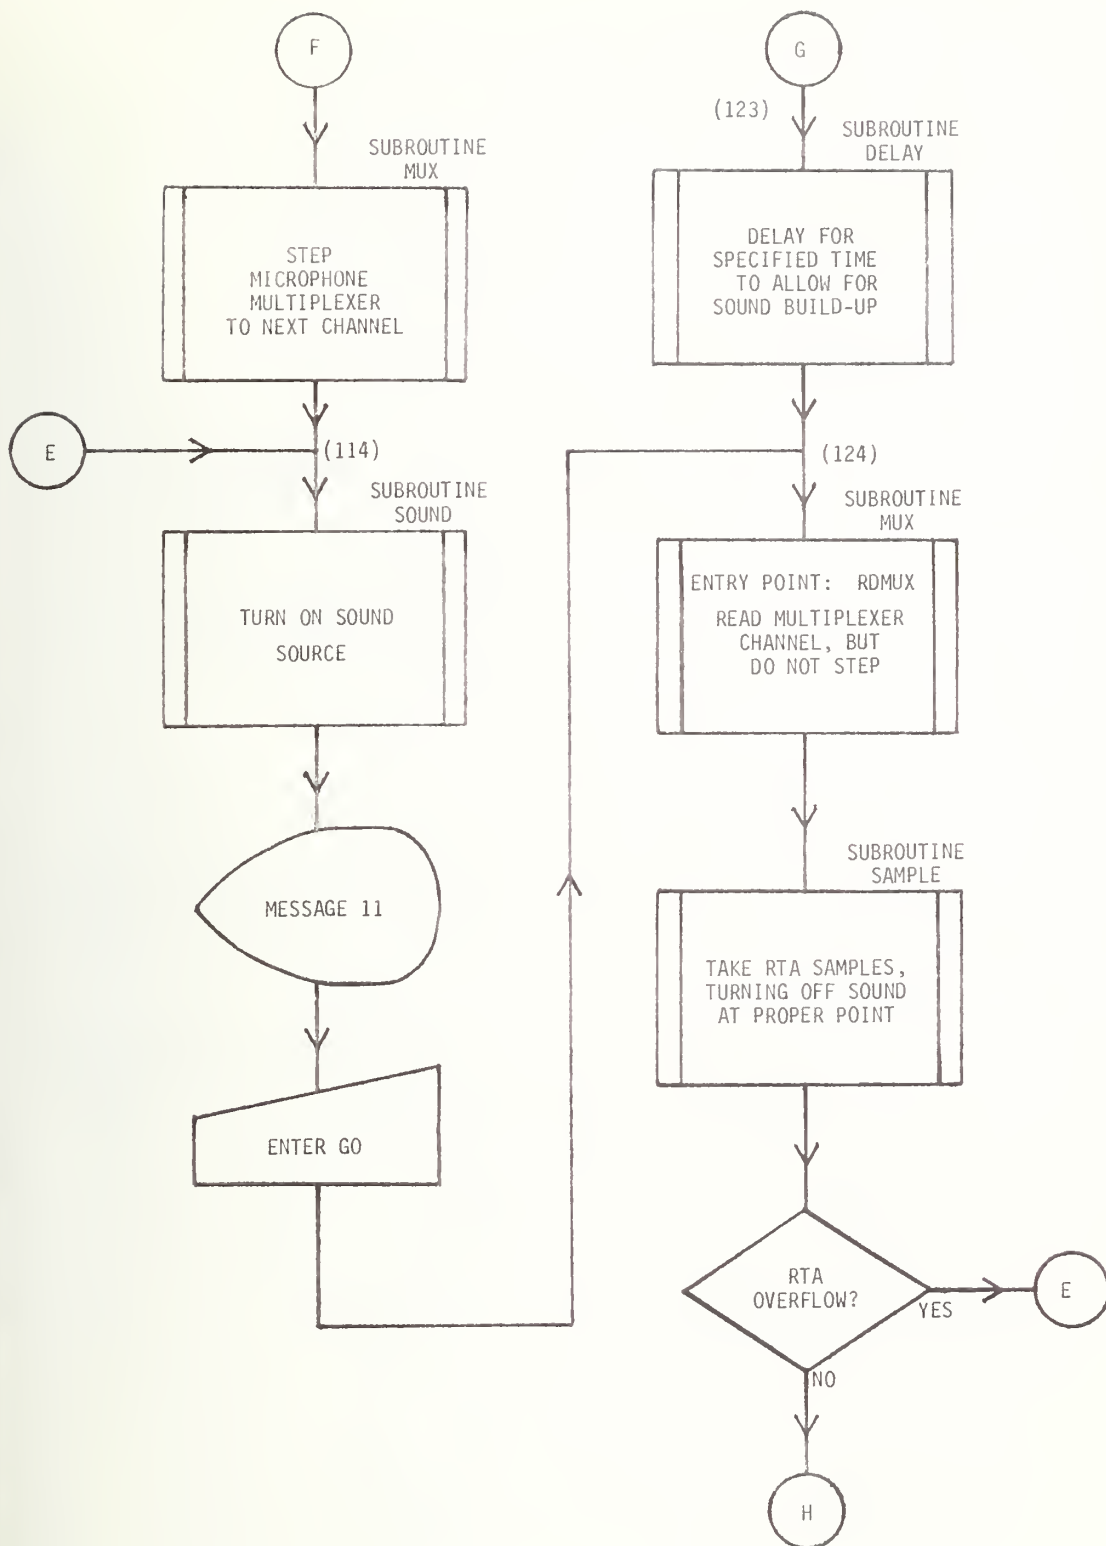 F
SUBROUTINE
MUX
STEP
MICROPHONE
MULTIPLEXER
TO NEXT CHANNEL
E
(114)
SUBROUTINE
SOUND
TURN ON SOUND
SOURCE
MESSAGE 11
ENTER GO
G
(123)
SUBROUTINE
DELAY
DELAY FOR
SPECIFIED TIME
TO ALLOW FOR
SOUND BUILD-UP
(124)
SUBROUTINE
MUX
ENTRY POINT: RDMUX
READ MULTIPLEXER
CHANNEL, BUT
DO NOT STEP
SUBROUTINE
SAMPLE
TAKE RTA SAMPLES,
TURNING OFF SOUND
AT PROPER POINT
RTA
OVERFLOW?
YES
E
NO
H